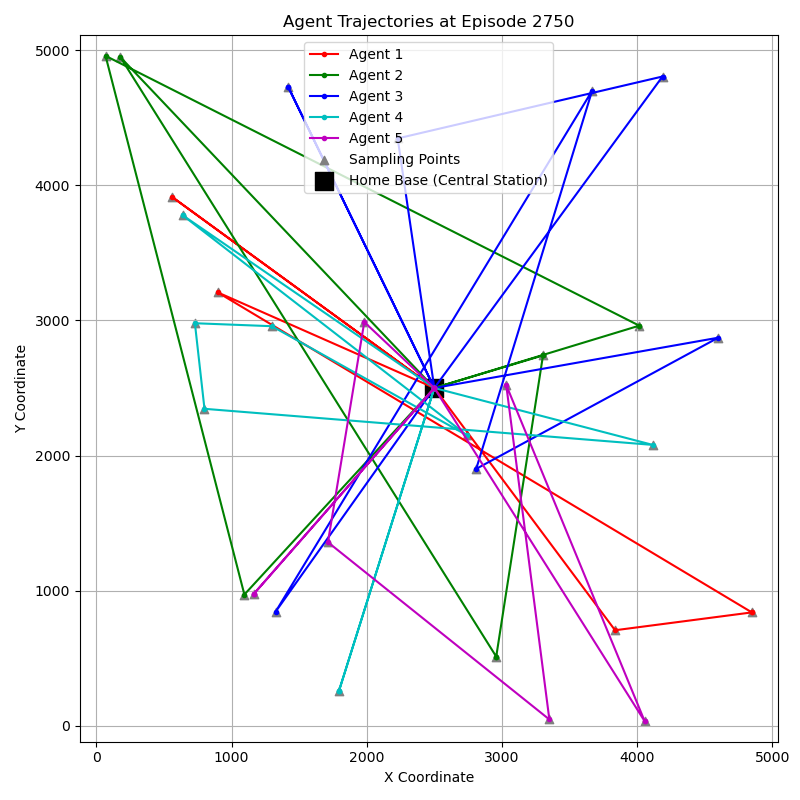 Agent Trajectories at Episode 2750
Agent 1
Agent 2
Agent 3
Agent 4
Agent 5
Sampling Points
Home Base (Central Station)
Y Coordinate
5000
4000
3000
2000
1000
0
0 1000 2000 3000 4000 5000
X Coordinate